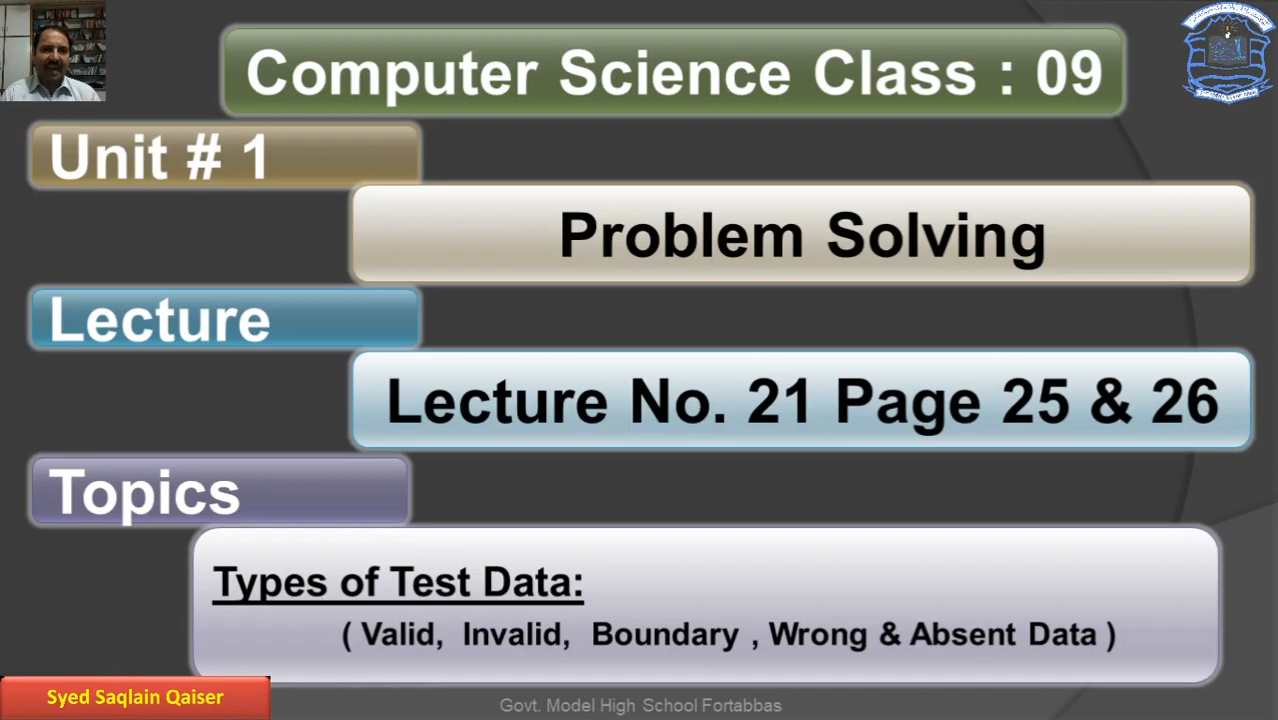 Computer Science Class : 09
Unit # 1
Problem Solving
Lecture
Lecture No. 21 Page 25 & 26
Topics
Types of Test Data:
( Valid, Invalid, Boundary , Wrong & Absent Data )
Syed Saqlain Qaiser
Govt. Model High School Fortabbas